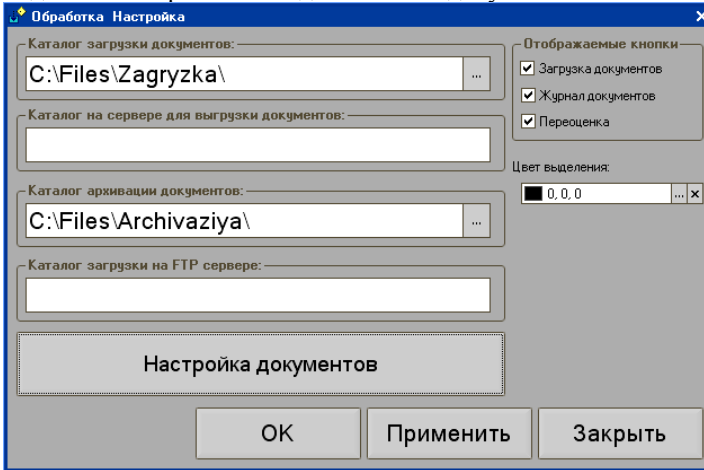 Обработка Настройка
Каталог загрузки документов:
C:\Files\Zagryzka\
...
Каталог на сервере для выгрузки документов:
Каталог архивации документов:
C:\Files\Archivaziya\
...
Каталог загрузки на FTP сервере:
Настройка документов
Отображаемые кнопки
Загрузка документов
Журнал документов
Переоценка
Цвет выделения:
0, 0, 0
...
OK
Применить
Закрыть